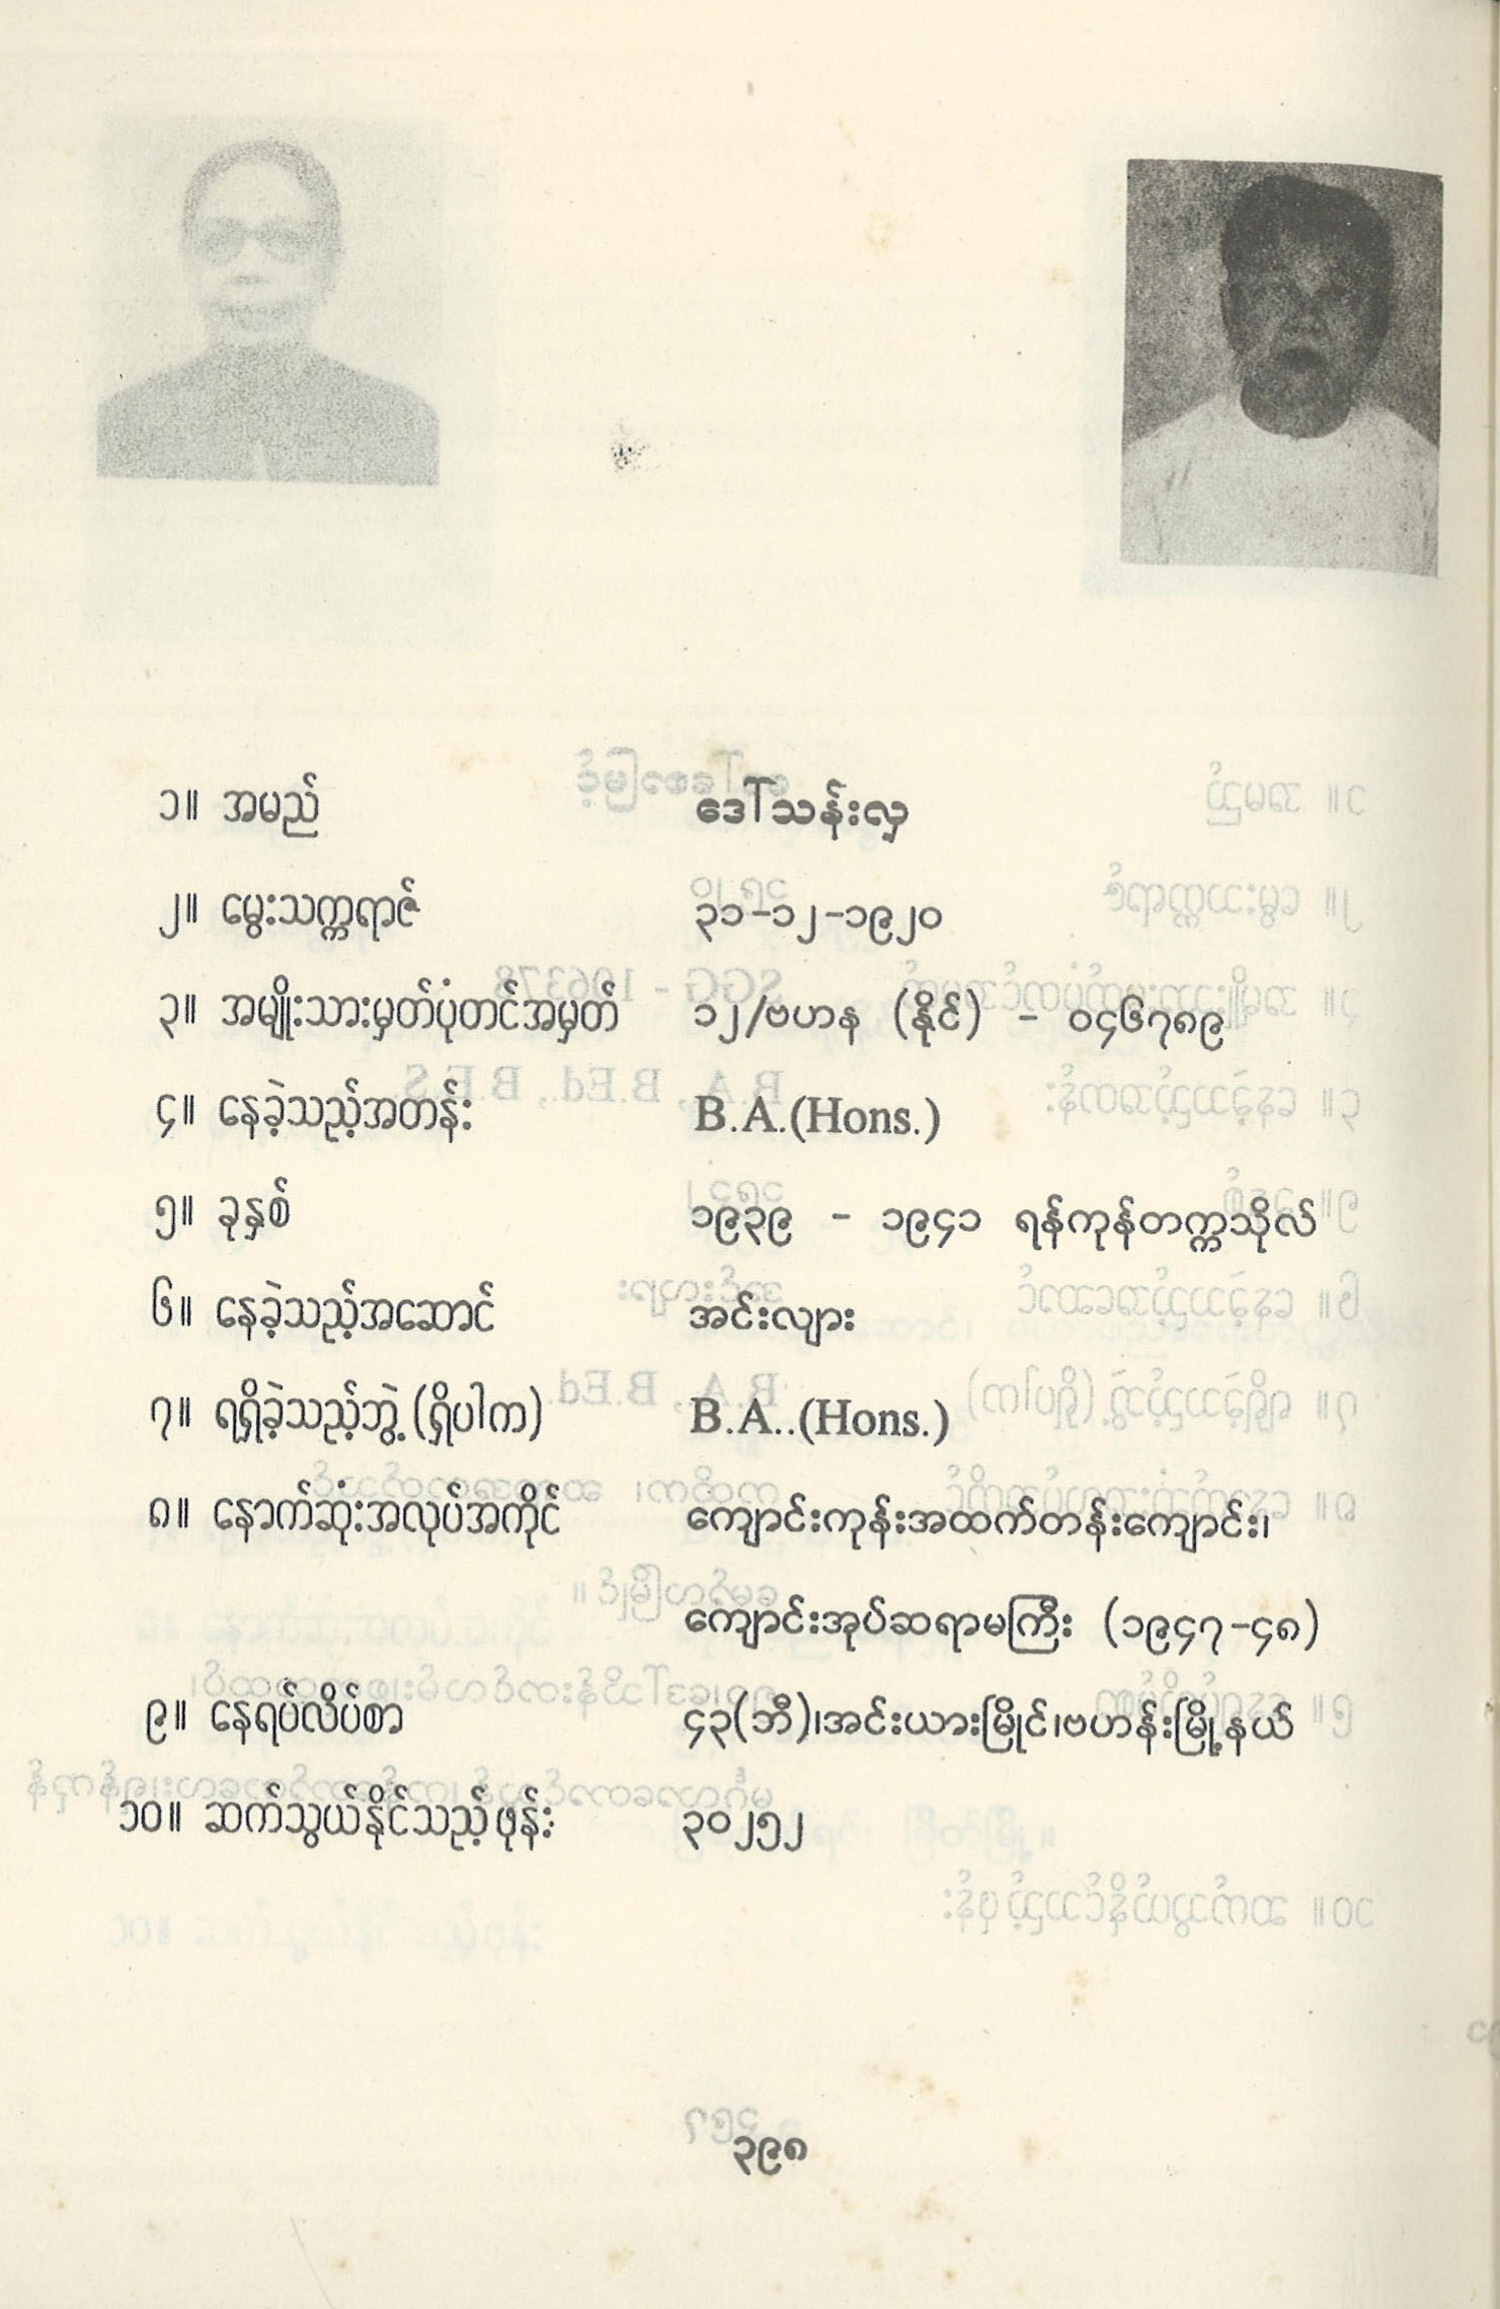 ၁။ အမည် ဒေါ်သန်းလှ
၂။ မွေးသက္ကရာဇ် ၃၁-၁၂-၁၉၂၀
၃။ အမျိုးသားမှတ်ပုံတင်အမှတ် ၁၂/ဗဟန (နိုင်) - ၀၄၆၇၈၉
၄။ နေခဲ့သည့်အတန်း B.A.(Hons.)
၅။ ခုနှစ် ၁၉၃၉ - ၁၉၄၁ ရန်ကုန်တက္ကသိုလ်
၆။ နေခဲ့သည့်အဆောင် အင်းလျား
၇။ ရရှိခဲ့သည့်ဘွဲ့(ရှိပါက) B.A..(Hons.)
၈။ နောက်ဆုံးအလုပ်အကိုင် ကျောင်းကုန်းအထက်တန်းကျောင်း၊
ကျောင်းအုပ်ဆရာမကြီး (၁၉၄၇-၄၈)
၉။ နေရပ်လိပ်စာ ၄၃(ဘီ)၊အင်းယားမြိုင်၊ဗဟန်းမြို့နယ်
၁၀။ ဆက်သွယ်နိုင်သည့်ဖုန်း ၃၀၂၅၂
၃၉၈